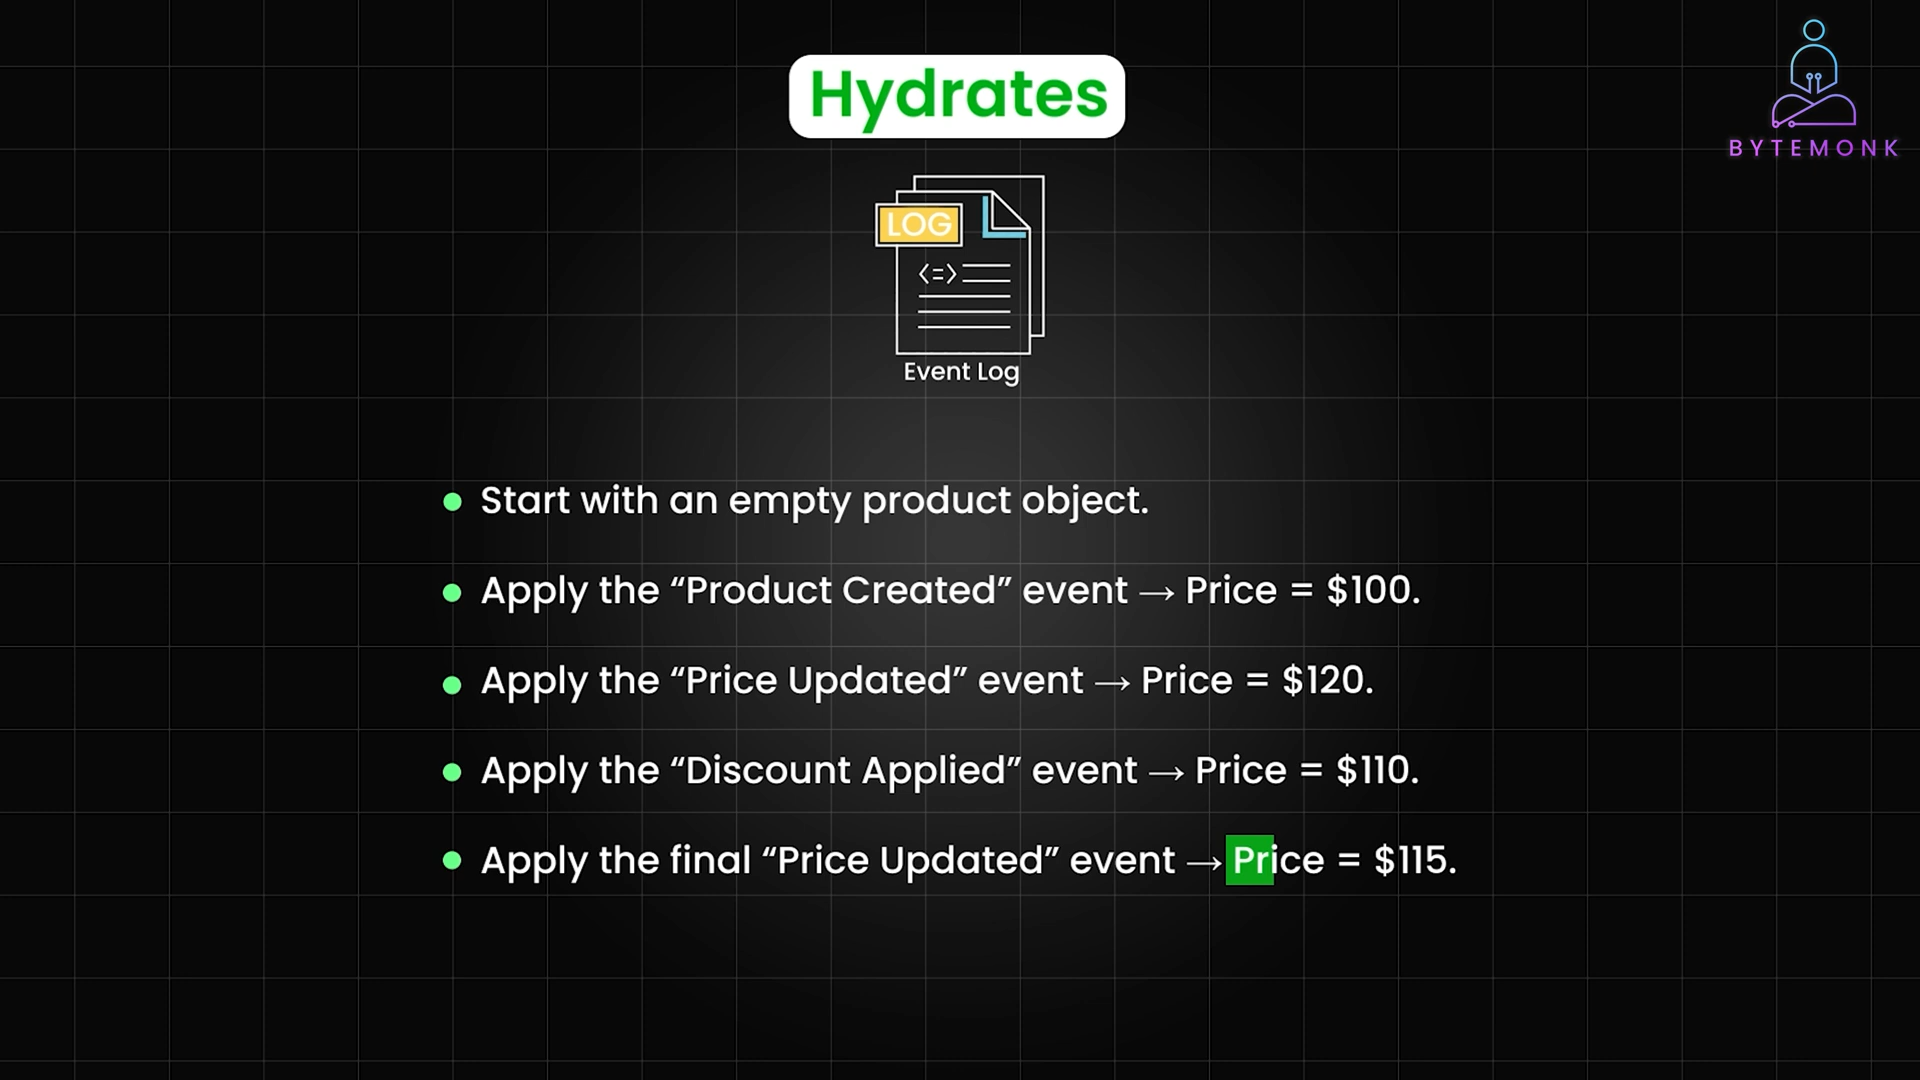 Hydrates
BYTEMONK
LOG
<=>
Event Log
Start with an empty product object.
Apply the “Product Created” event → Price = $100.
Apply the “Price Updated” event → Price = $120.
Apply the “Discount Applied” event → Price = $110.
Apply the final “Price Updated” event → Price = $115.